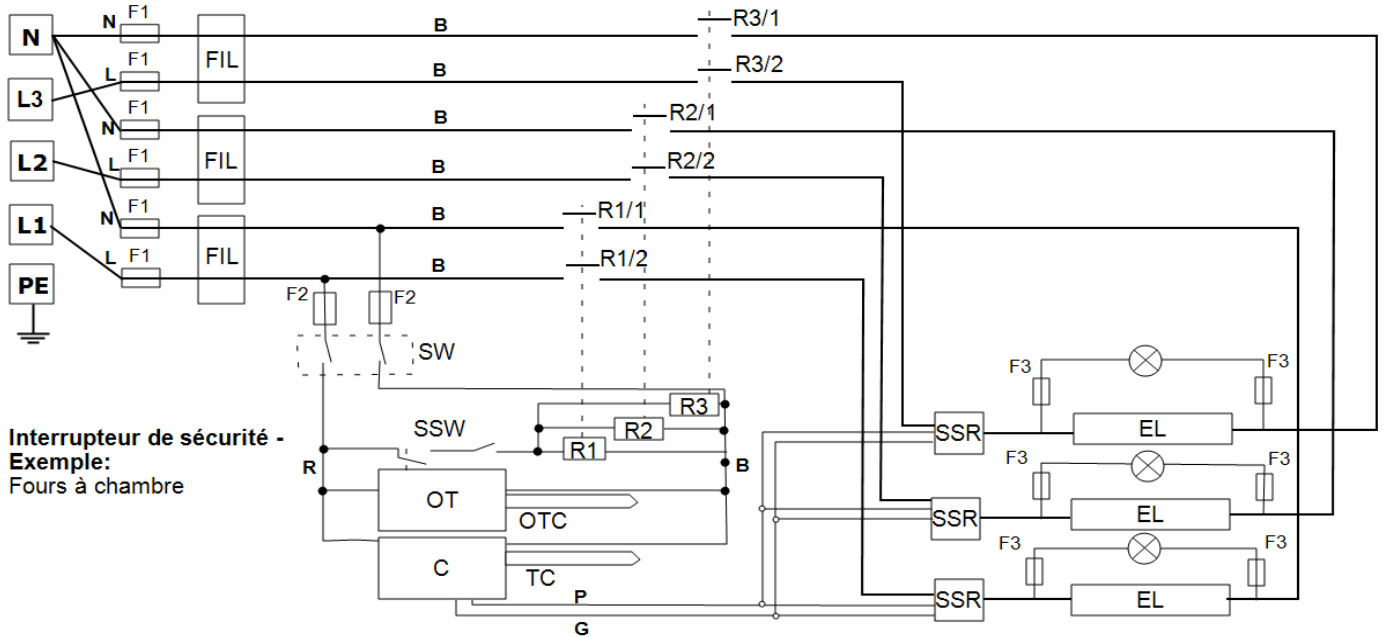 N F1 B R3/1
N
FIL
L3 L F1 B R3/2
F1 B R2/1
N
FIL
L2 L F1 B R2/2
N F1 B R1/1
L1
FIL
L F1 B R1/2
PE
F2 F2
SW
F3 F3
R3
SSR EL
R2
SSW
R1
Interrupteur de sécurité -
Exemple:
Fours à chambre
R B
F3 F3
OT
OTC
SSR EL
F3 F3
C
TC
P
SSR EL
G